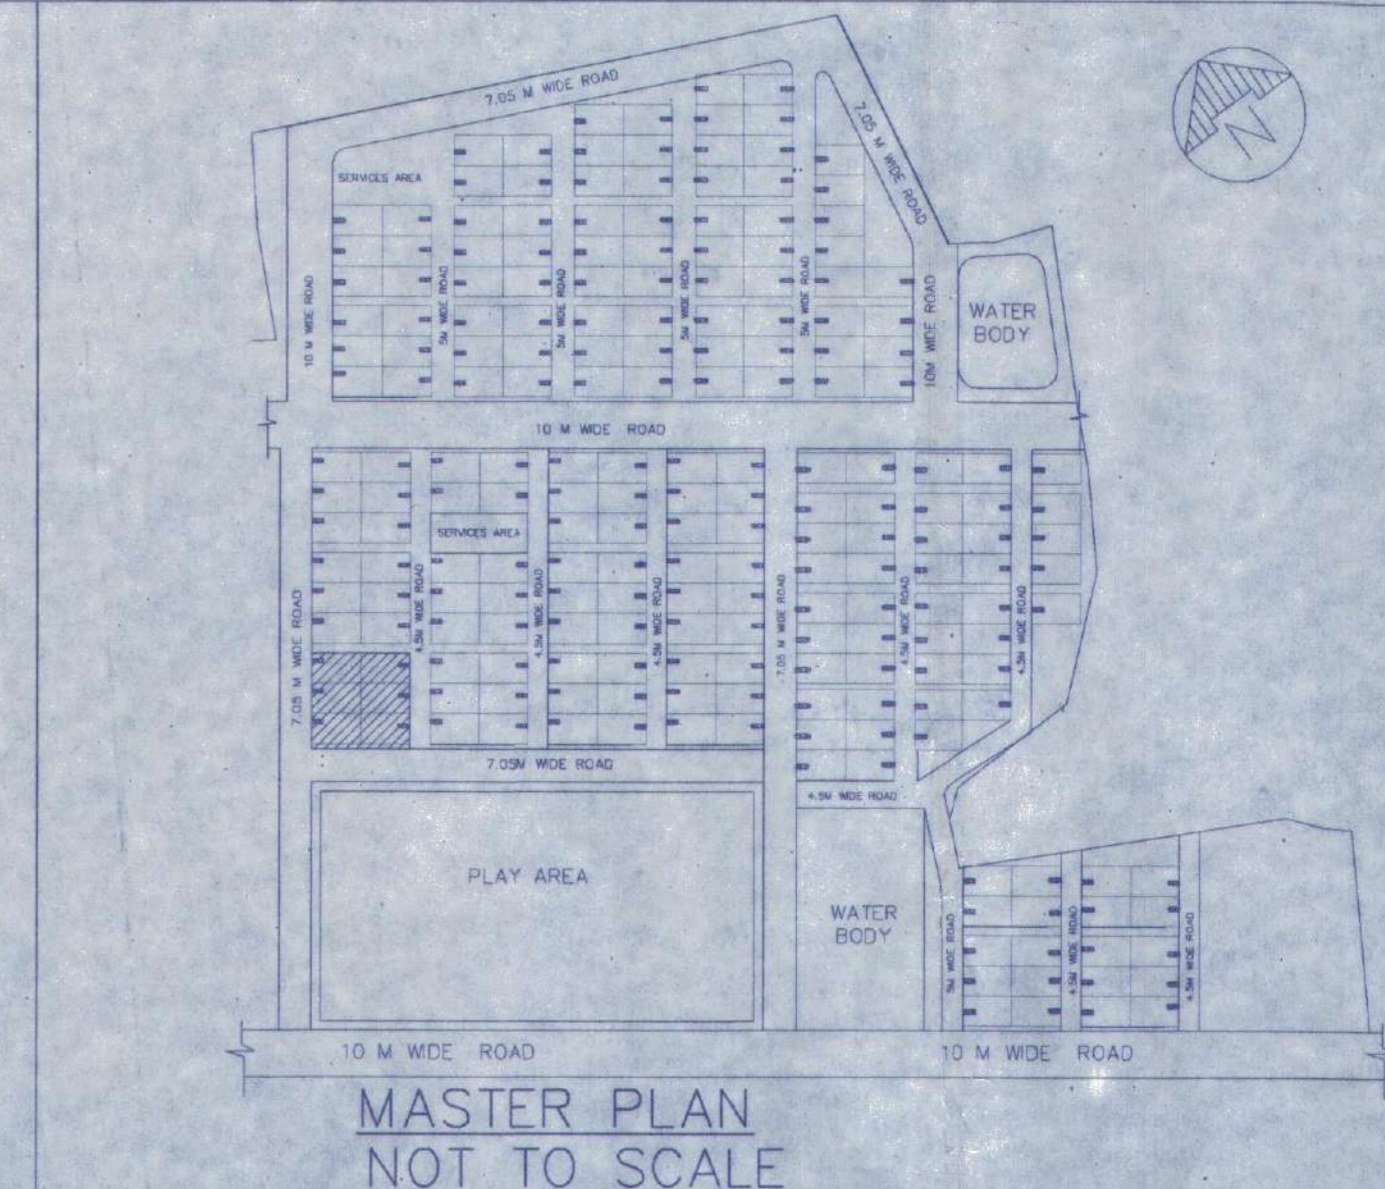 7.05 M WIDE ROAD
7.05 M WIDE ROAD
N
SERVICES AREA
10 M WIDE ROAD
5M WIDE ROAD
5M WIDE ROAD
5M WIDE ROAD
5M WIDE ROAD
10M WIDE ROAD
WATER
BODY
10 M WIDE ROAD
SERVICES AREA
7.05 M WIDE ROAD
4.5M WIDE ROAD
4.5M WIDE ROAD
4.5M WIDE ROAD
7.05 M WIDE ROAD
4.5M WIDE ROAD
4.5M WIDE ROAD
7.05M WIDE ROAD
4.5M WIDE ROAD
PLAY AREA
WATER
BODY
5M WIDE ROAD
4.5M WIDE ROAD
4.5M WIDE ROAD
10 M WIDE ROAD
10 M WIDE ROAD
MASTER PLAN
NOT TO SCALE